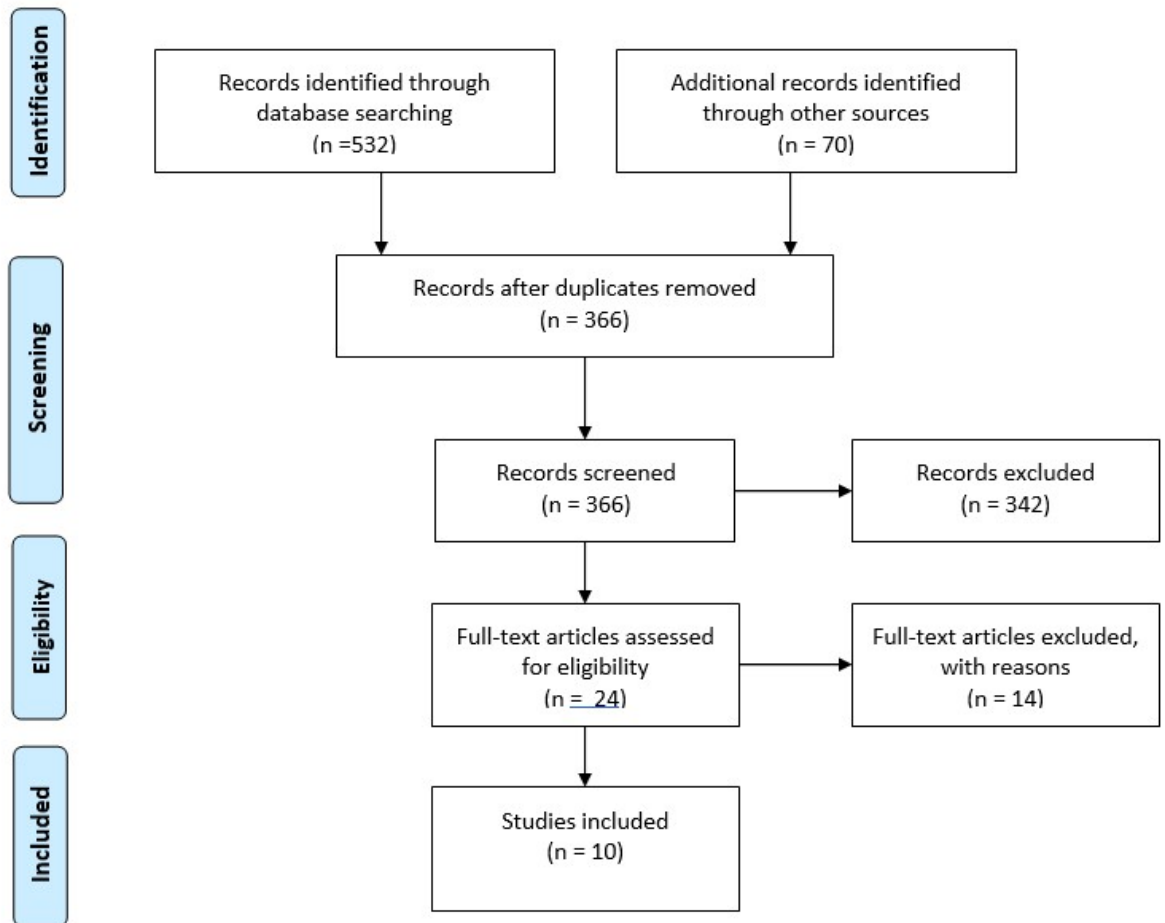 Identification
Records identified through
database searching
(n =532)
Additional records identified
through other sources
(n = 70)
Screening
Records after duplicates removed
(n = 366)
Records screened
(n = 366)
Records excluded
(n = 342)
Eligibility
Full-text articles assessed
for eligibility
(n = 24)
Full-text articles excluded,
with reasons
(n = 14)
Included
Studies included
(n = 10)